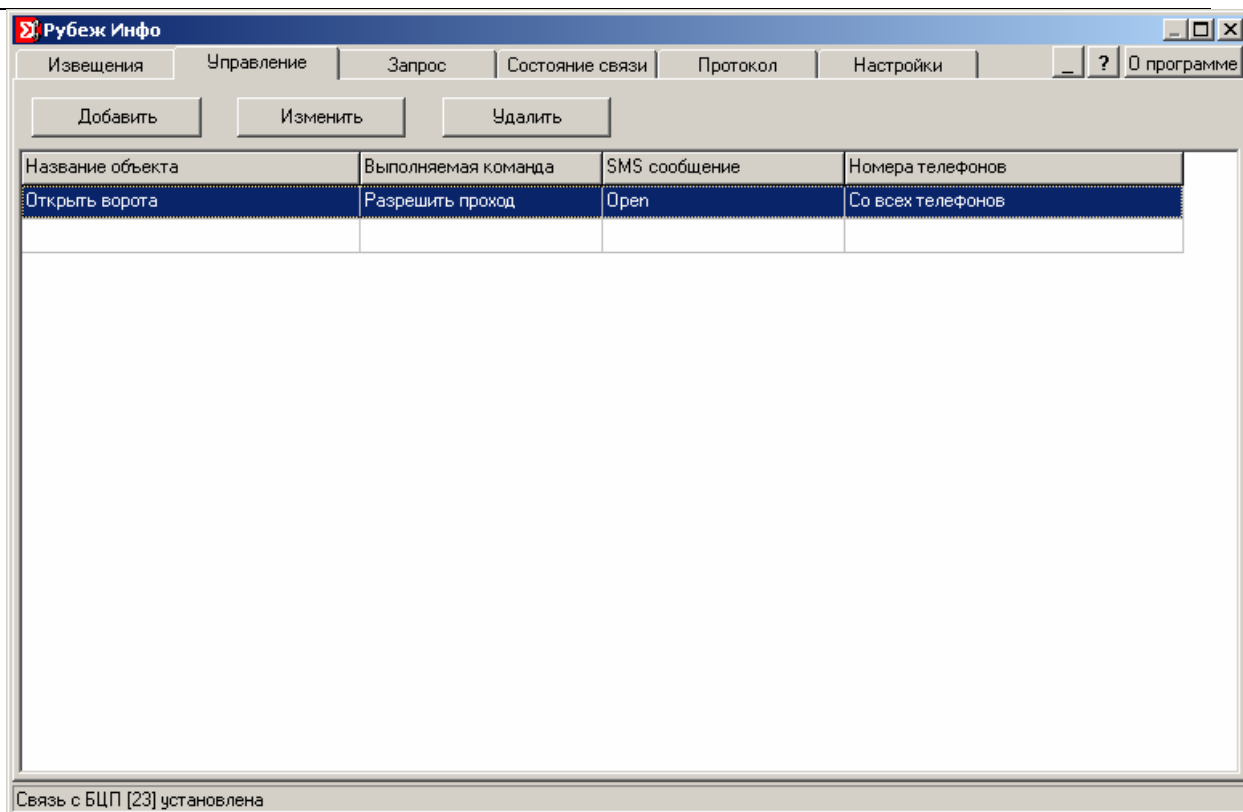 Рубеж Инфо
Извещения Управление Запрос Состояние связи Протокол Настройки _ ? О программе
Добавить Изменить Удалить
Название объекта Выполняемая команда SMS сообщение Номера телефонов
Открыть ворота Разрешить проход Open Со всех телефонов
Связь с БЦП [23] установлена